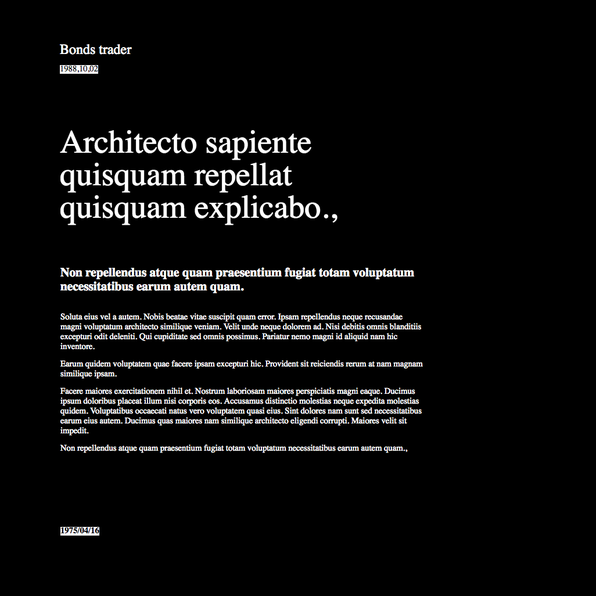 Bonds trader
1988.10.02
Architecto sapiente
quisquam repellat
quisquam explicabo.,
Non repellendus atque quam praesentium fugiat totam voluptatum
necessitatibus earum autem quam.
Soluta eius vel a autem. Nobis beatae vitae suscipit quam error. Ipsam repellendus neque recusandae
magni voluptatum architecto similique veniam. Velit unde neque dolorem ad. Nisi debitis omnis blanditiis
excepturi odit deleniti. Qui cupiditate sed omnis possimus. Pariatur nemo magni id aliquid nam hic
inventore.
Earum quidem voluptatem quae facere ipsam excepturi hic. Provident sit reiciendis rerum at nam magnam
similique ipsam.
Facere maiores exercitationem nihil et. Nostrum laboriosam maiores perspiciatis magni eaque. Ducimus
ipsum doloribus placeat illum nisi corporis eos. Accusamus distinctio molestias neque expedita molestias
quidem. Voluptatibus occaecati natus vero voluptatem quasi eius. Sint dolores nam sunt sed necessitatibus
earum eius autem. Ducimus quas maiores nam similique architecto eligendi corrupti. Maiores velit sit
impedit.
Non repellendus atque quam praesentium fugiat totam voluptatum necessitatibus earum autem quam.,
1975/04/16